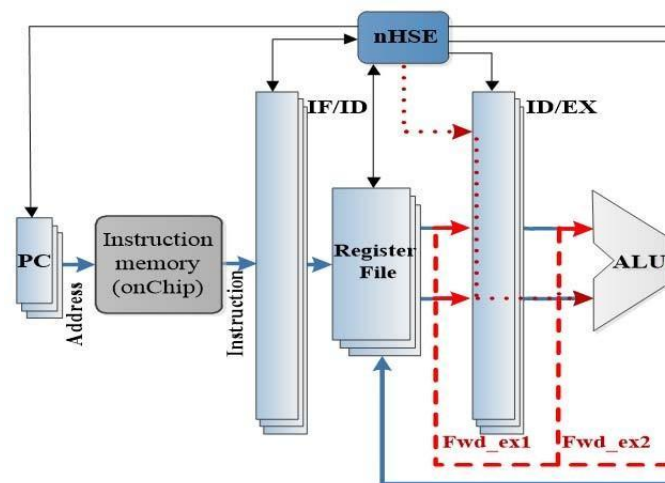 nHSE
IF/ID
ID/EX
PC
Address
Instruction
memory
(onChip)
Instruction
Register
File
ALU
Fwd_ex1
Fwd_ex2